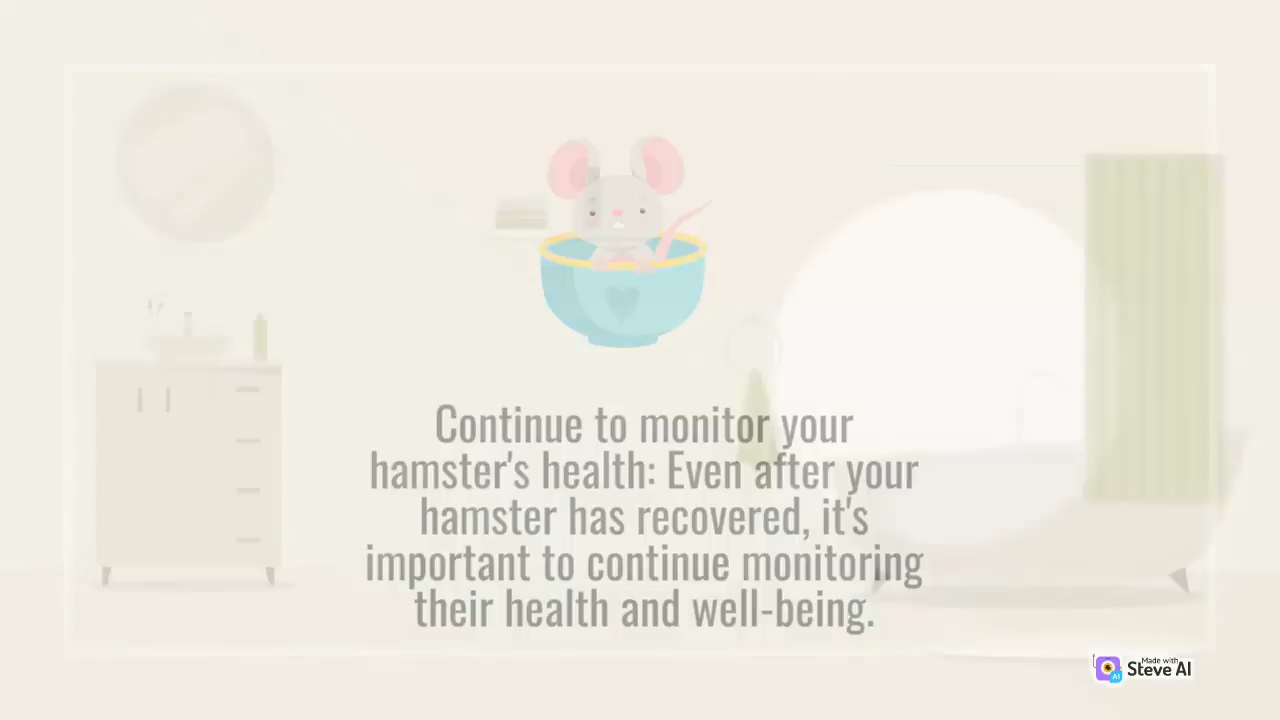 Continue to monitor your
hamster's health: Even after your
hamster has recovered, it's
important to continue monitoring
their health and well-being.
Made with
Steve AI
AI